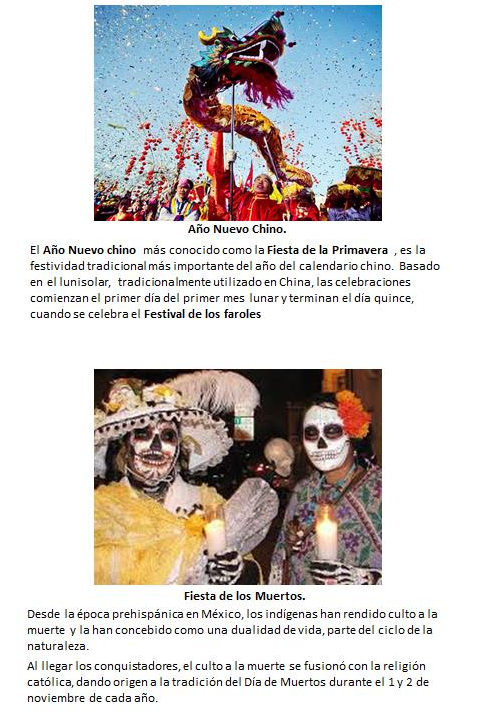 Año Nuevo Chino.
El Año Nuevo chino más conocido como la Fiesta de la Primavera , es la
festividad tradicional más importante del año del calendario chino. Basado
en el lunisolar, tradicionalmente utilizado en China, las celebraciones
comienzan el primer día del primer mes lunar y terminan el día quince,
cuando se celebra el Festival de los faroles
Fiesta de los Muertos.
Desde la época prehispánica en México, los indígenas han rendido culto a la
muerte y la han concebido como una dualidad de vida, parte del ciclo de la
naturaleza.
Al llegar los conquistadores, el culto a la muerte se fusionó con la religión
católica, dando origen a la tradición del Día de Muertos durante el 1 y 2 de
noviembre de cada año.